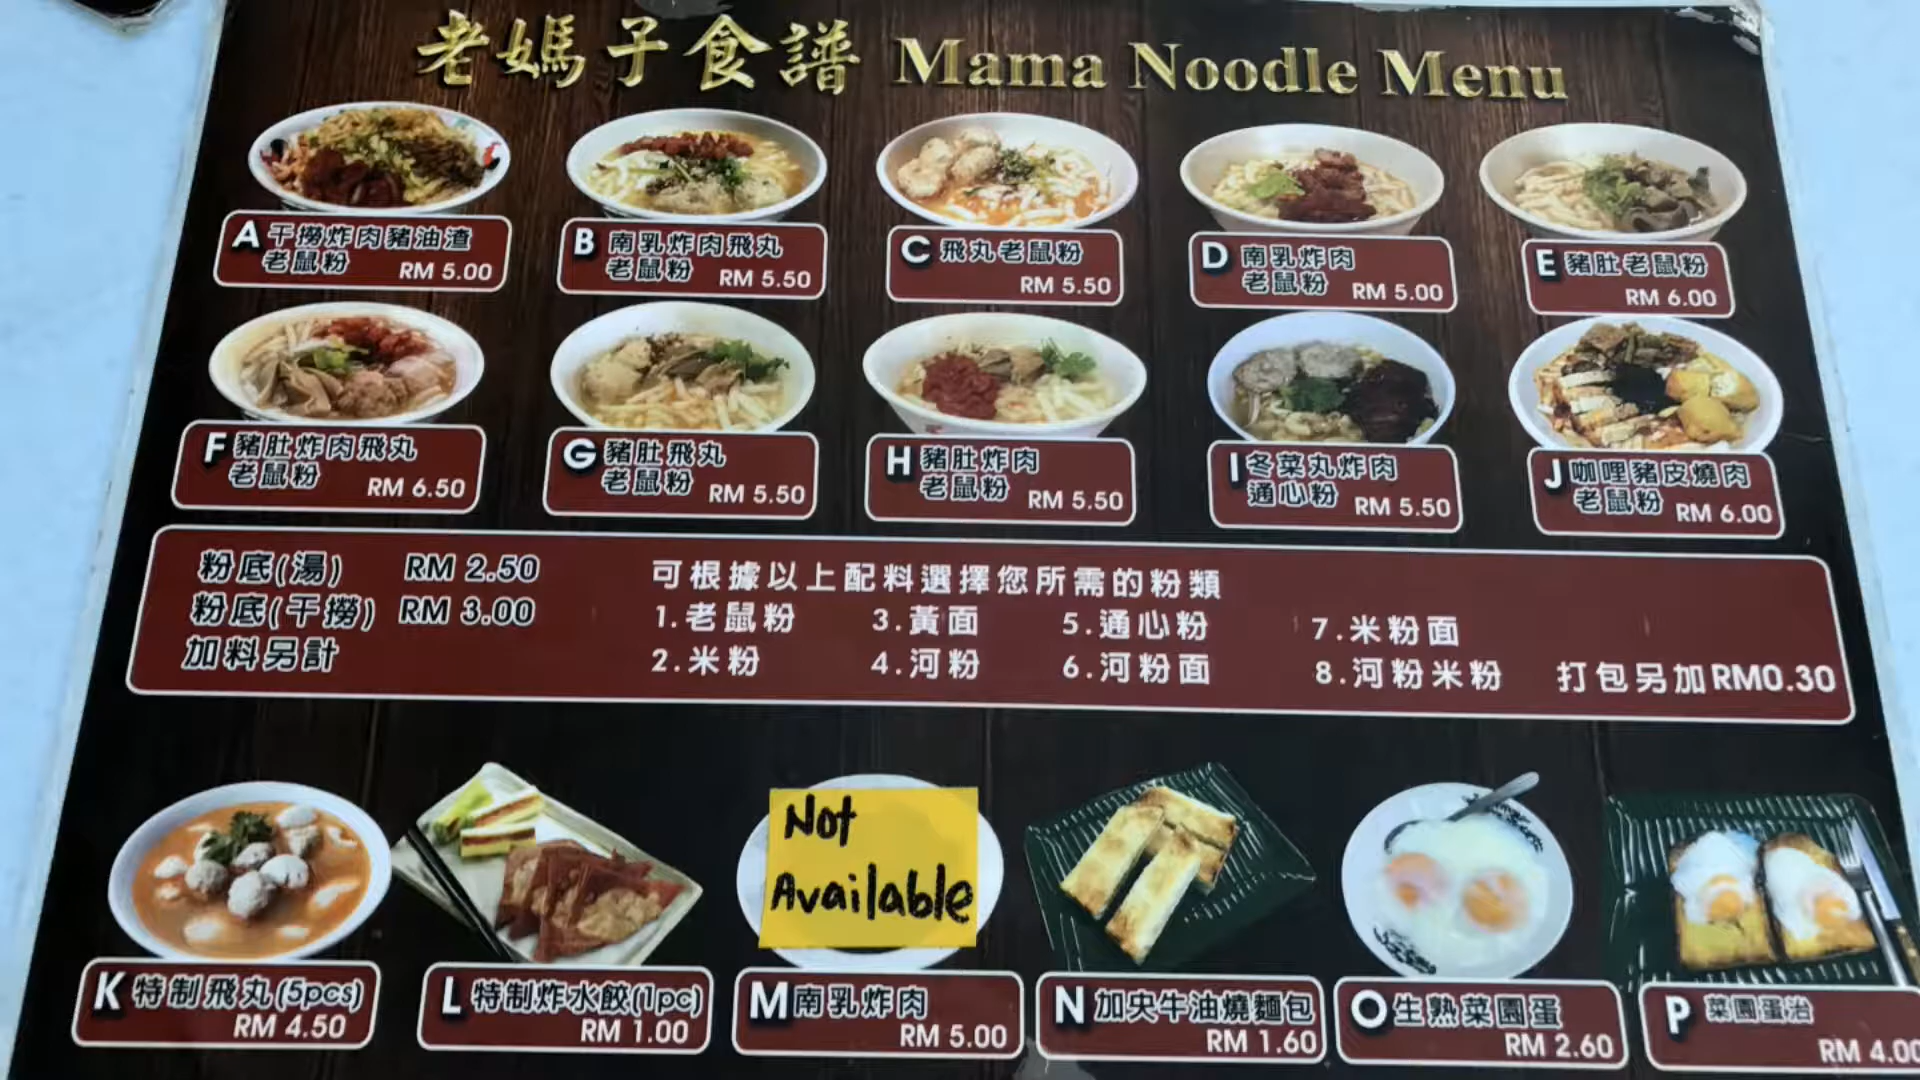 老媽子食譜 Mama Noodle Menu
A 干撈炸肉豬油渣
老鼠粉 RM 5.00
B 南乳炸肉飛丸
老鼠粉 RM 5.50
C 飛丸老鼠粉
RM 5.50
D 南乳炸肉
老鼠粉 RM 5.00
E 豬肚老鼠粉
RM 6.00
F 豬肚炸肉飛丸
老鼠粉 RM 6.50
G 豬肚飛丸
老鼠粉 RM 5.50
H 豬肚炸肉
老鼠粉 RM 5.50
I 冬菜丸炸肉
通心粉 RM 5.50
J 咖喱豬皮燒肉
老鼠粉 RM 6.00
粉底(湯) RM 2.50
粉底(干撈) RM 3.00
加料另計
可根據以上配料選擇您所需的粉類
1.老鼠粉 3.黃面 5.通心粉 7.米粉面
2.米粉 4.河粉 6.河粉面 8.河粉米粉 打包另加RM0.30
Not
Available
K 特制飛丸(5pcs)
RM 4.50
L 特制炸水餃(1pc)
RM 1.00
M 南乳炸肉
RM 5.00
N 加央牛油燒麵包
RM 1.60
O 生熟菜園蛋
RM 2.60
P 菜園蛋治
RM 4.00